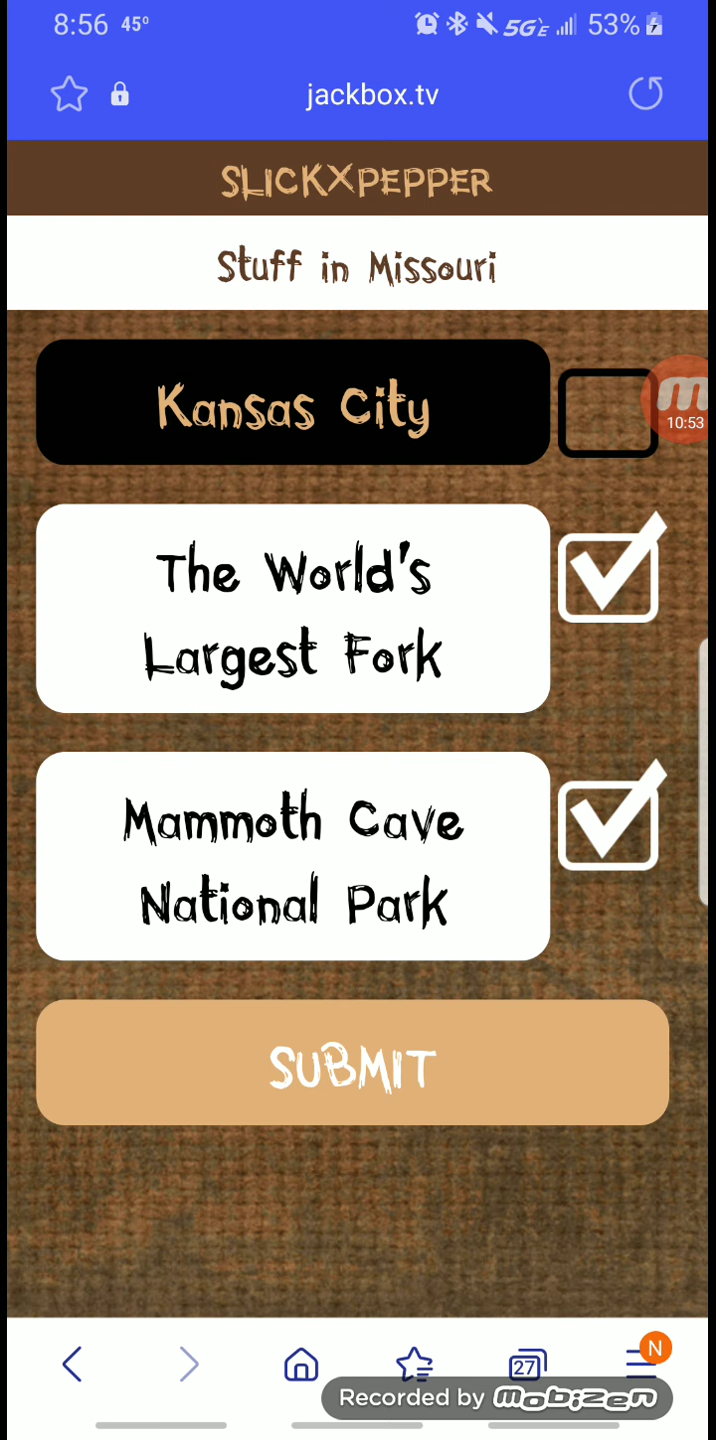 8:56 45° 5GE 53%
jackbox.tv
SLICKXPEPPER
Stuff in Missouri
Kansas City
10:53
The World's
Largest Fork
Mammoth Cave
National Park
SUBMIT
N
27
Recorded by mobizen